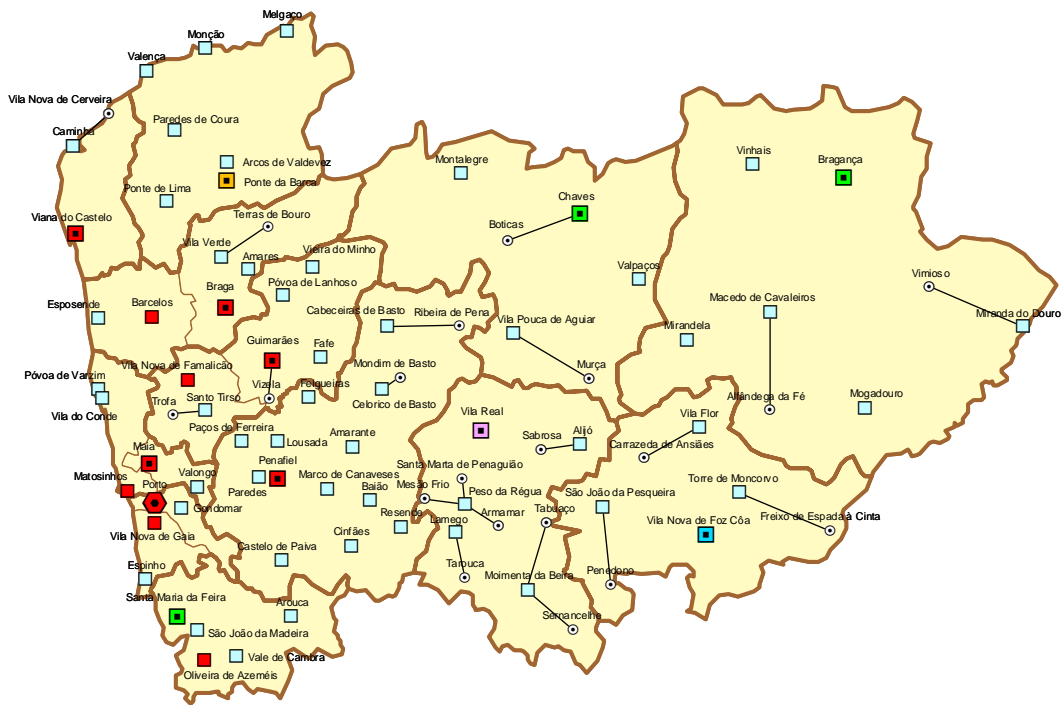 Melgaço
Monção
Valença
Vila Nova de Cerveira
Caminha
Paredes de Coura
Arcos de Valdevez
Ponte da Barca
Ponte de Lima
Viana do Castelo
Terras de Bouro
Vila Verde
Amares
Vieira do Minho
Póvoa de Lanhoso
Braga
Barcelos
Esposende
Montalegre
Chaves
Boticas
Valpaços
Vinhais
Bragança
Vimioso
Miranda do Douro
Macedo de Cavaleiros
Mirandela
Mogadouro
Alfândega da Fé
Cabeceiras de Basto
Ribeira de Pena
Vila Pouca de Aguiar
Murça
Guimarães
Fafe
Mondim de Basto
Celorico de Basto
Vila Nova de Famalicão
Vizela
Felgueiras
Póvoa de Varzim
Vila do Conde
Trofa
Santo Tirso
Paços de Ferreira
Lousada
Amarante
Vila Real
Sabrosa
Alijó
Vila Flor
Carrazeda de Ansiães
Maia
Matosinhos
Porto
Valongo
Gondomar
Vila Nova de Gaia
Penafiel
Paredes
Marco de Canaveses
Baião
Santa Marta de Penaguião
Mesão Frio
Peso da Régua
Armamar
Tabuaço
São João da Pesqueira
Torre de Moncorvo
Freixo de Espada à Cinta
Vila Nova de Foz Côa
Resende
Lamego
Cinfães
Castelo de Paiva
Tarouca
Moimenta da Beira
Penedono
Sernancelhe
Espinho
Santa Maria da Feira
Arouca
São João da Madeira
Vale de Cambra
Oliveira de Azeméis